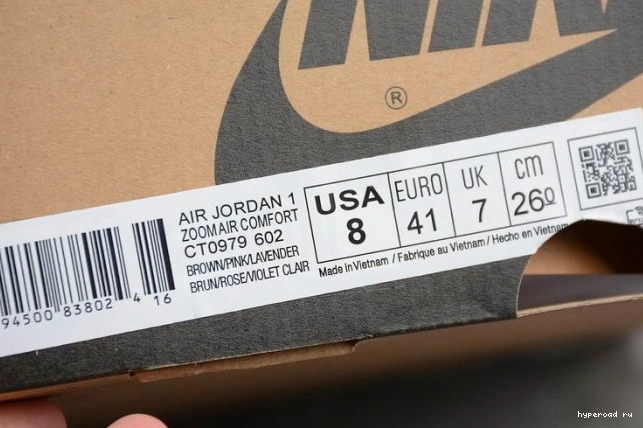 NIK
®
AIR JORDAN 1
ZOOM AIR COMFORT
CT0979 602
BROWN/PINK/LAVENDER
BRUN/ROSE/VIOLET CLAIR
USA
8
EURO
41
UK
7
cm
26
Made in Vietnam / Fabrique au Vietnam / Hecho en Vietnam
94500 83802 4 16
hyperoad ru